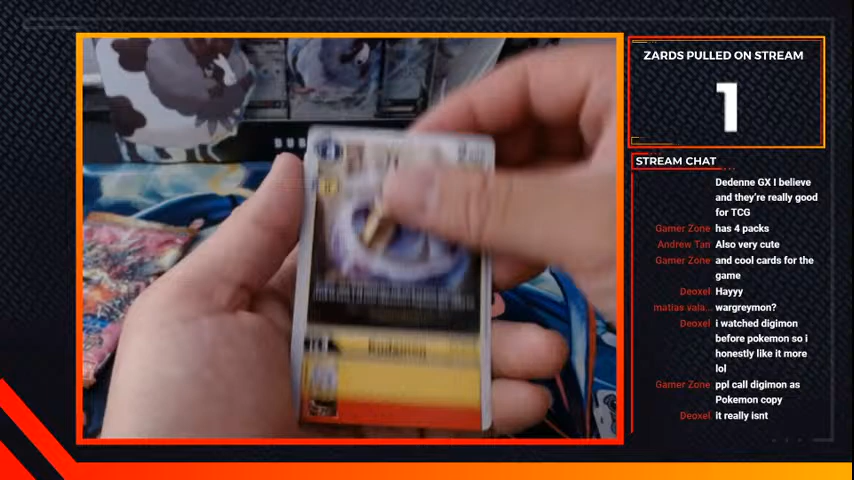 ZARDS PULLED ON STREAM
1
STREAM CHAT
Dedenne GX I believe
and they're really good
for TCG
Gamer Zone has 4 packs
Andrew Tan Also very cute
Gamer Zone and cool cards for the
game
Deoxel Hayyy
matias vala... wargreymon?
Deoxel i watched digimon
before pokemon so i
honestly like it more
lol
Gamer Zone ppl call digimon as
Pokemon copy
Deoxel it really isnt